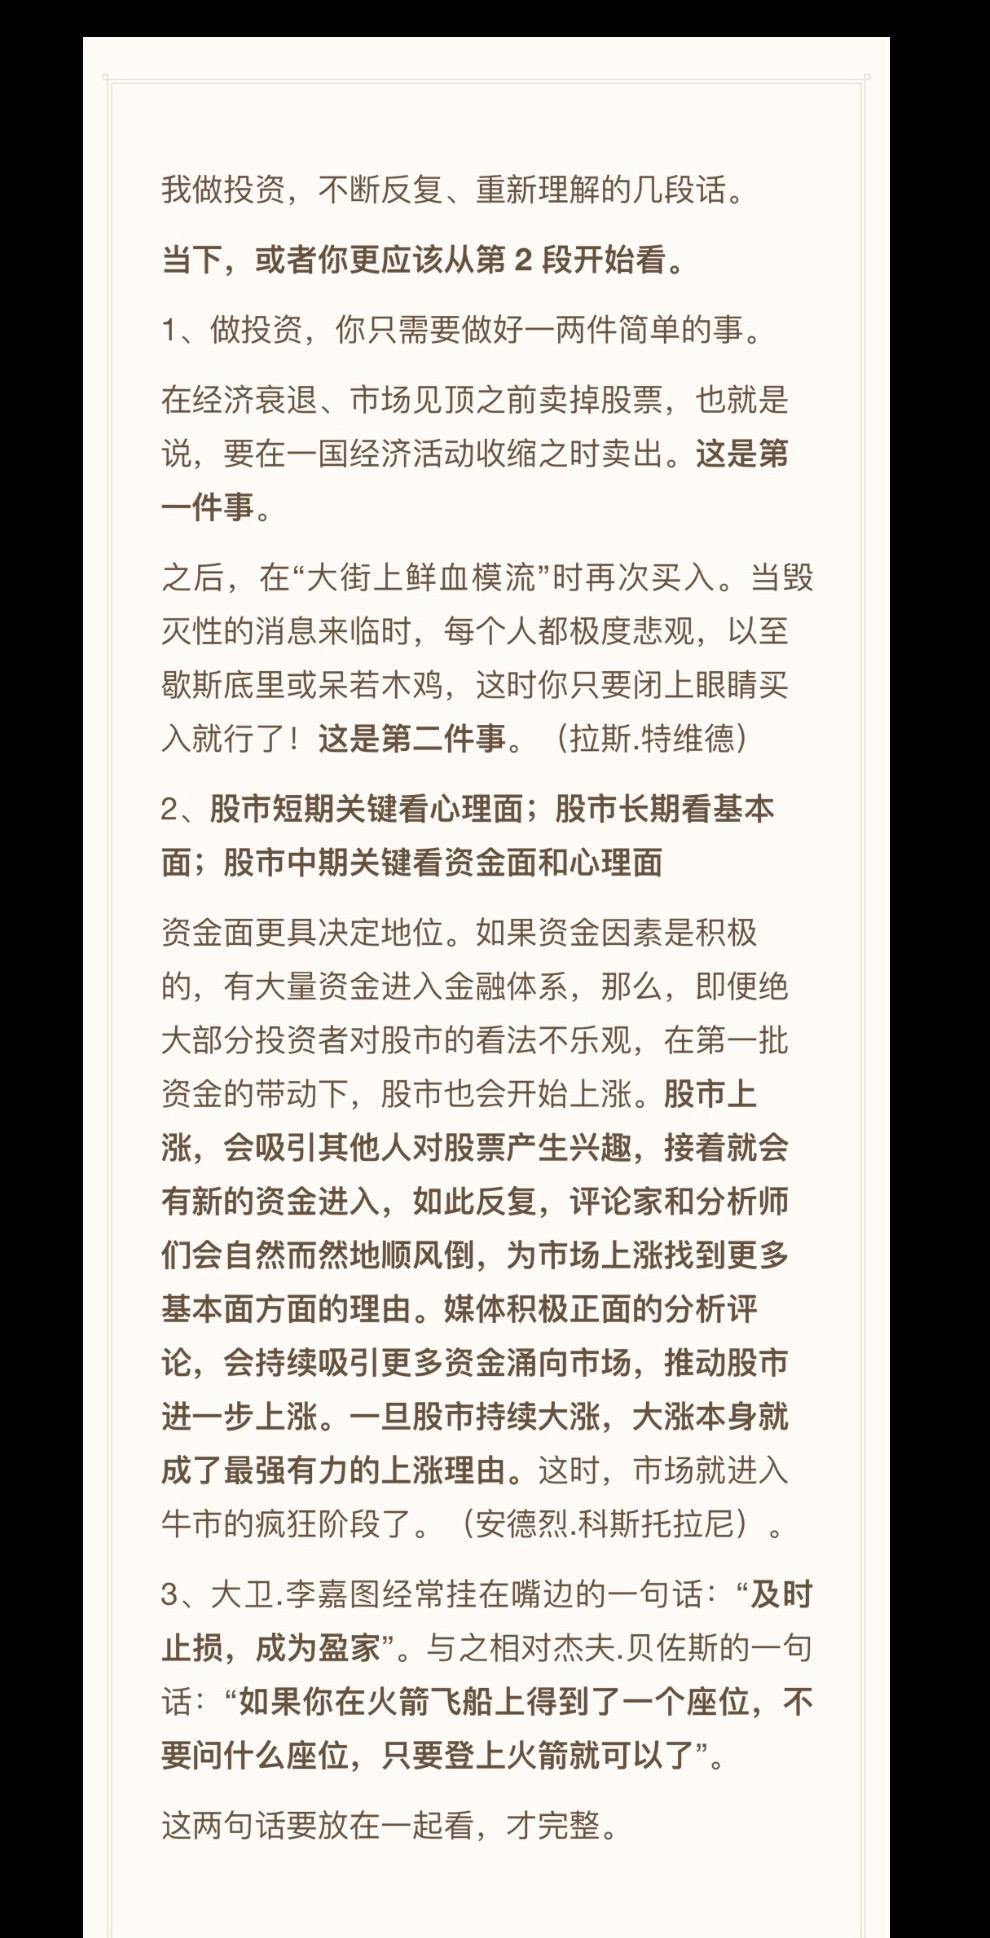 我做投资，不断反复、重新理解的几段话。
当下，或者你更应该从第 2 段开始看。
1、做投资，你只需要做好一两件简单的事。
在经济衰退、市场见顶之前卖掉股票，也就是
说，要在一国经济活动收缩之时卖出。这是第
一件事。
之后，在“大街上鲜血模流”时再次买入。当毁
灭性的消息来临时，每个人都极度悲观，以至
歇斯底里或呆若木鸡，这时你只要闭上眼睛买
入就行了！这是第二件事。（拉斯.特维德）
2、股市短期关键看心理面；股市长期看基本
面；股市中期关键看资金面和心理面
资金面更具决定地位。如果资金因素是积极
的，有大量资金进入金融体系，那么，即便绝
大部分投资者对股市的看法不乐观，在第一批
资金的带动下，股市也会开始上涨。股市上
涨，会吸引其他人对股票产生兴趣，接着就会
有新的资金进入，如此反复，评论家和分析师
们会自然而然地顺风倒，为市场上涨找到更多
基本面方面的理由。媒体积极正面的分析评
论，会持续吸引更多资金涌向市场，推动股市
进一步上涨。一旦股市持续大涨，大涨本身就
成了最强有力的上涨理由。这时，市场就进入
牛市的疯狂阶段了。（安德烈.科斯托拉尼）。
3、大卫.李嘉图经常挂在嘴边的一句话：“及时
止损，成为盈家”。与之相对杰夫.贝佐斯的一句
话：“如果你在火箭飞船上得到了一个座位，不
要问什么座位，只要登上火箭就可以了”。
这两句话要放在一起看，才完整。